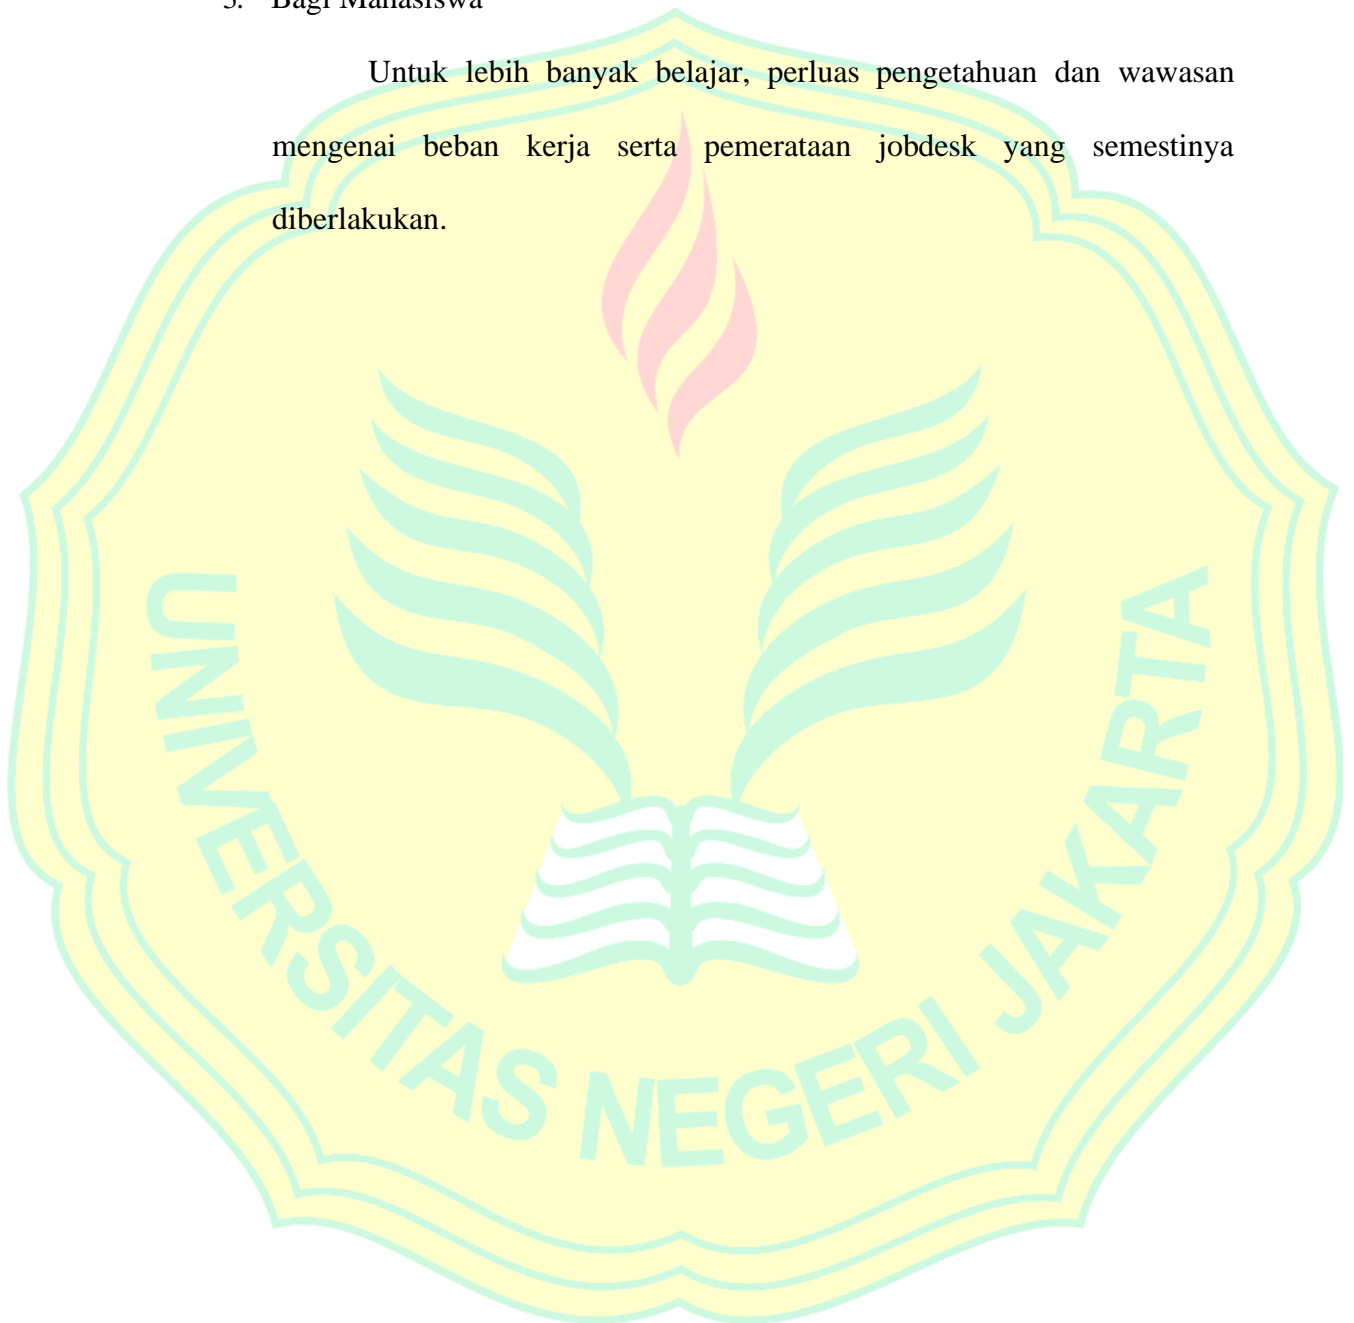 Bagi Mahasiswa
Untuk lebih banyak belajar, perluas pengetahuan dan wawasan
mengenai beban kerja serta pemerataan jobdesk yang semestinya
diberlakukan.
UNIVERSITAS NEGERI JAKARTA